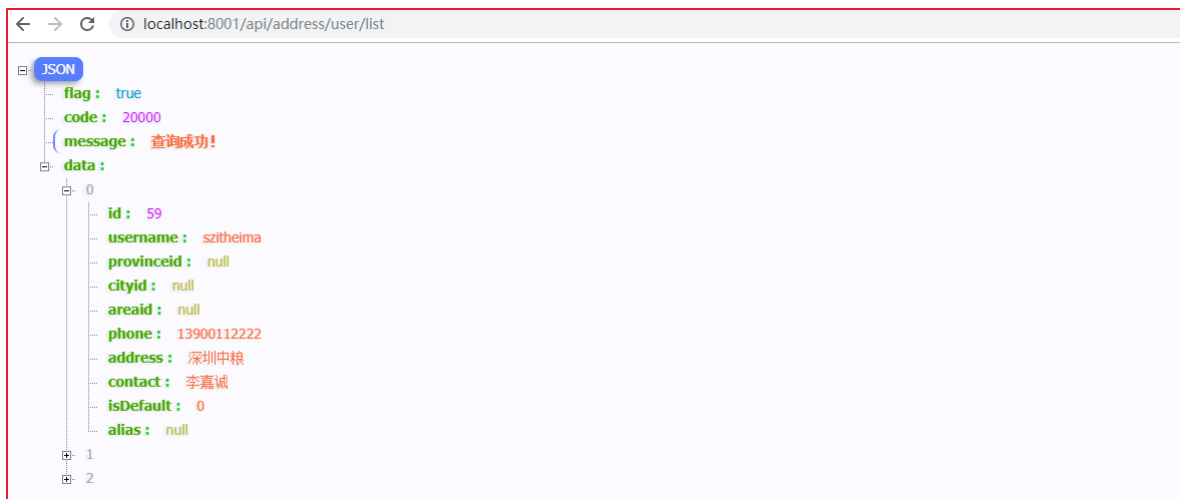 localhost:8001/api/address/user/list
JSON
flag : true
code : 20000
message : 查询成功!
data :
0
id : 59
username : szitheima
provinceid : null
cityid : null
areaid : null
phone : 13900112222
address : 深圳中粮
contact : 李嘉诚
isDefault : 0
alias : null
1
2